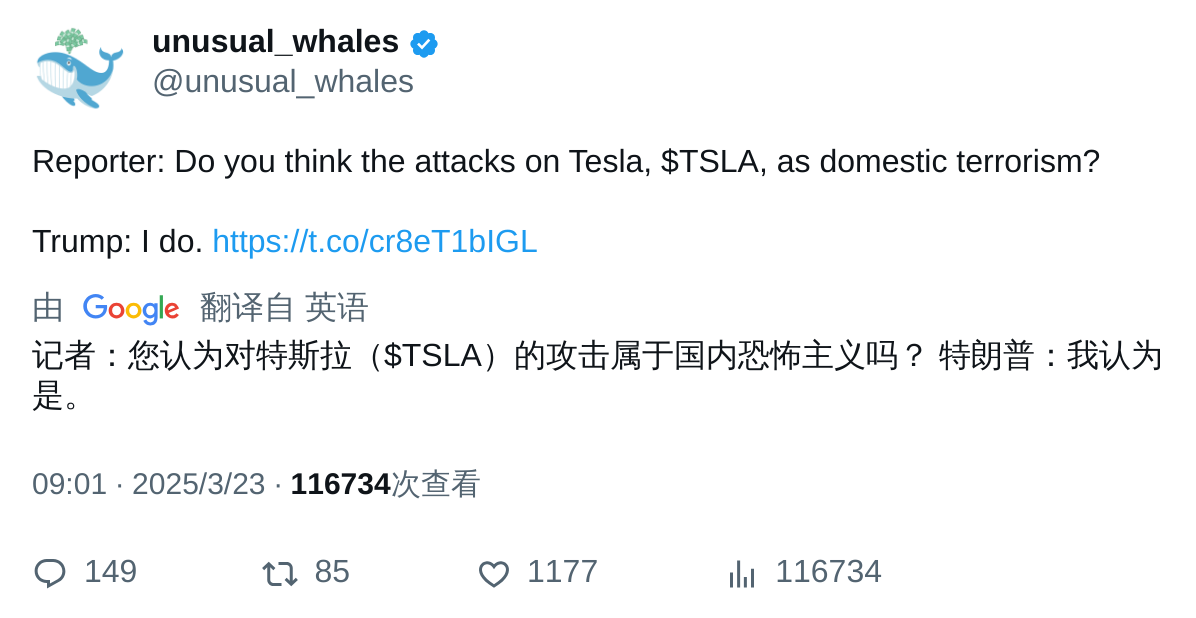 unusual_whales
@unusual_whales
Reporter: Do you think the attacks on Tesla, $TSLA, as domestic terrorism?
Trump: I do. https://t.co/cr8eT1bIGL
由 Google 翻译自 英语
记者：您认为对特斯拉（$TSLA）的攻击属于国内恐怖主义吗？ 特朗普：我认为
是。
09:01 · 2025/3/23 · 116734次查看
149 85 1177 116734